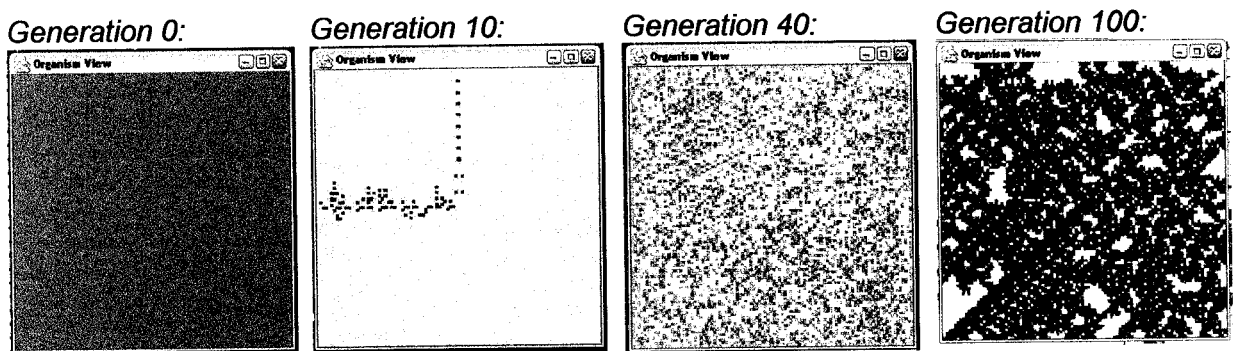 Generation 0:
Generation 10:
Generation 40:
Generation 100:
Organism View
Organism View
Organism View
Organism View